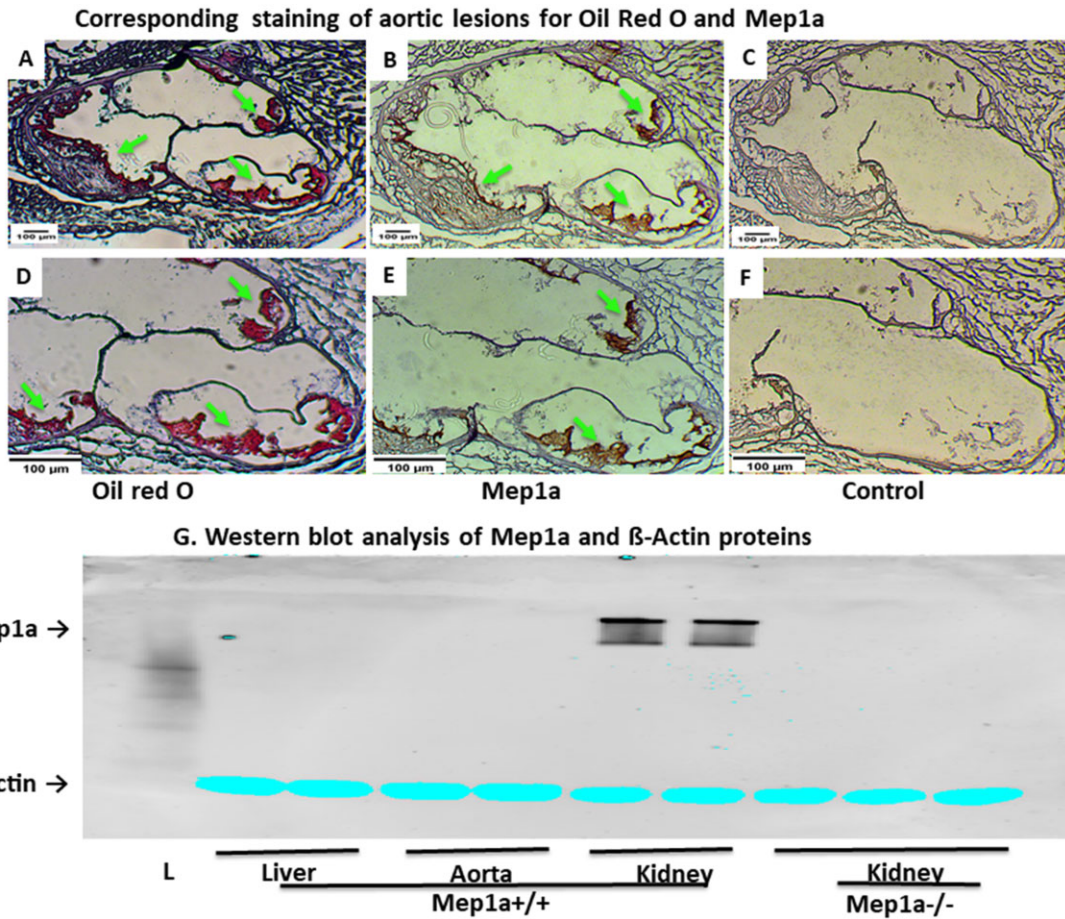 Corresponding staining of aortic lesions for Oil Red O and Mep1a
A B C
100 µm 100 µm 100 µm
D E F
100 µm 100 µm 100 µm
Oil red O Mep1a Control
G. Western blot analysis of Mep1a and ß-Actin proteins
p1a →
ctin →
L Liver Aorta Kidney Kidney
Mep1a+/+ Mep1a-/-